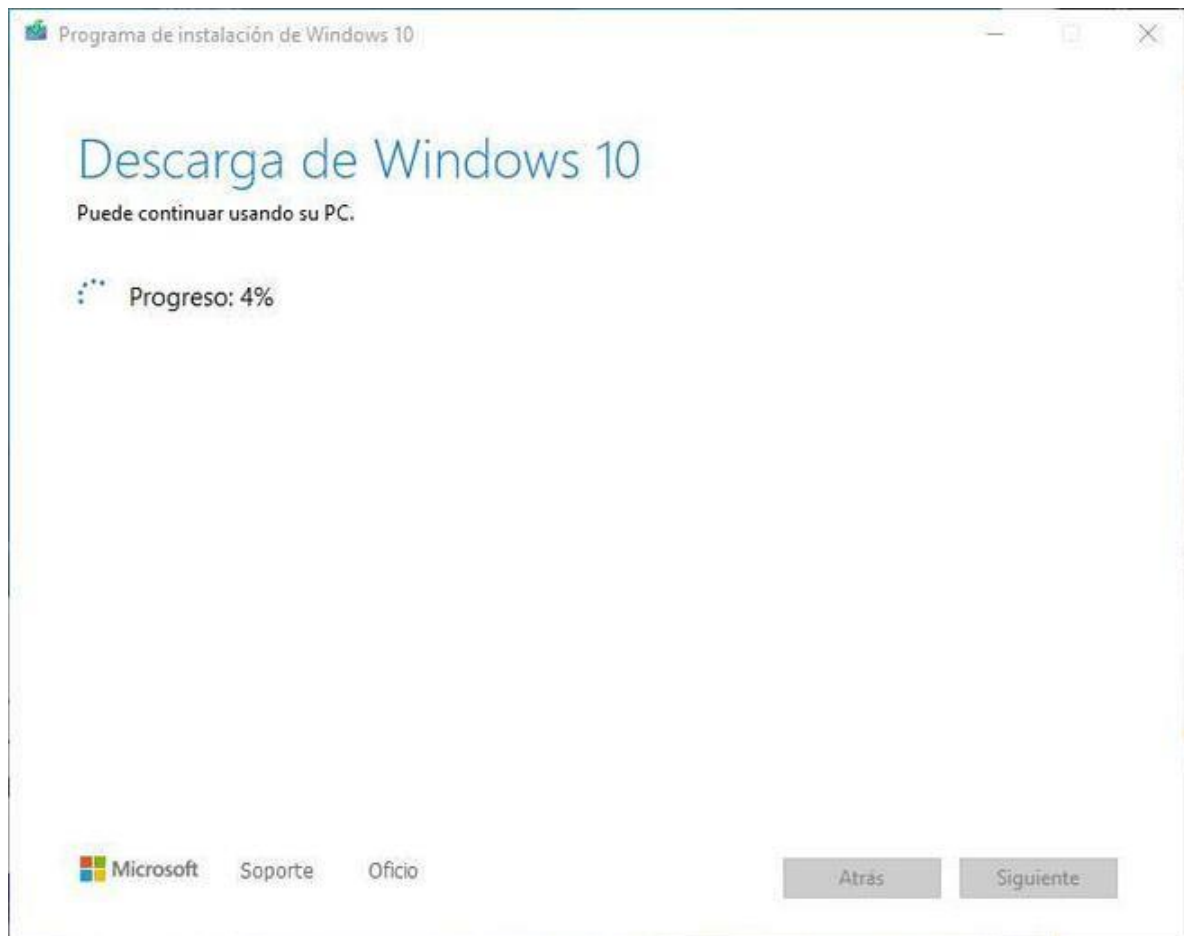 Programa de instalación de Windows 10
Descarga de Windows 10
Puede continuar usando su PC.
Progreso: 4%
Microsoft Soporte Oficio Atrás Siguiente